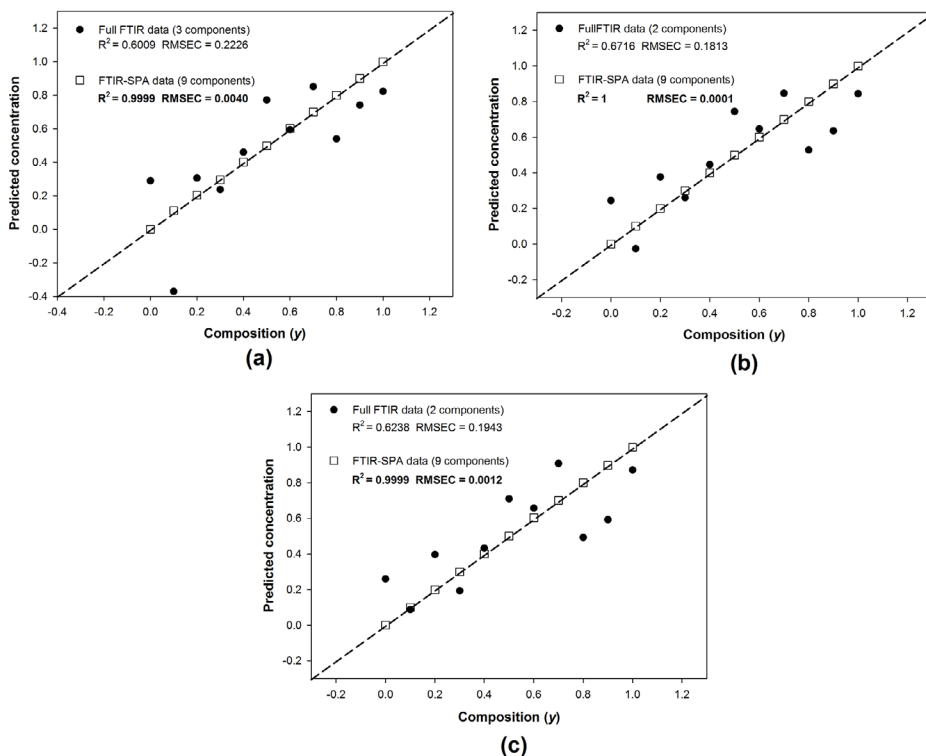 Full FTIR data (3 components)
R² = 0.6009 RMSEC = 0.2226
FTIR-SPA data (9 components)
R² = 0.9999 RMSEC = 0.0040
Predicted concentration
1.2
1.0
0.8
0.6
0.4
0.2
0.0
-0.2
-0.4
-0.4 -0.2 0.0 0.2 0.4 0.6 0.8 1.0 1.2
Composition (y)
(a)
FullFTIR data (2 components)
R² = 0.6716 RMSEC = 0.1813
FTIR-SPA data (9 components)
R² = 1 RMSEC = 0.0001
Predicted concentration
1.2
1.0
0.8
0.6
0.4
0.2
0.0
-0.2
-0.2 0.0 0.2 0.4 0.6 0.8 1.0 1.2
Composition (y)
(b)
Full FTIR data (2 components)
R² = 0.6238 RMSEC = 0.1943
FTIR-SPA data (9 components)
R² = 0.9999 RMSEC = 0.0012
Predicted concentration
1.2
1.0
0.8
0.6
0.4
0.2
0.0
-0.2
-0.2 0.0 0.2 0.4 0.6 0.8 1.0 1.2
Composition (y)
(c)